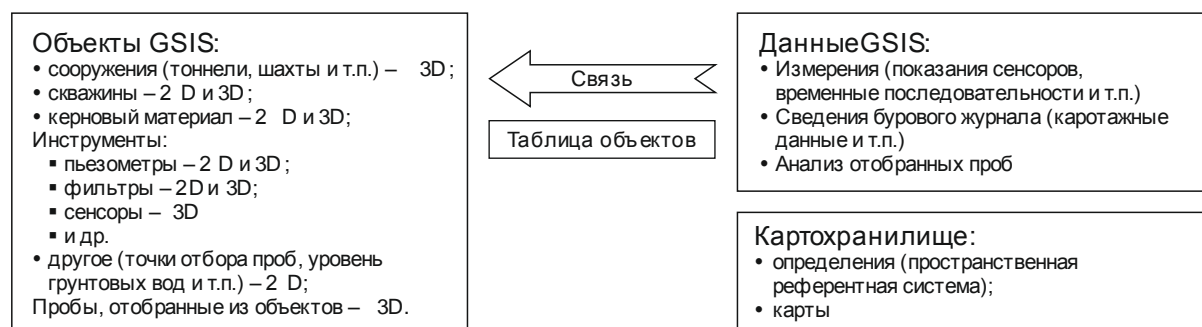 Объекты GSIS:
• сооружения (тоннели, шахты и т.п.) – 3D;
• скважины – 2 D и 3D;
• керновый материал – 2 D и 3D;
Инструменты:
▪ пьезометры – 2 D и 3D;
▪ фильтры – 2D и 3D;
▪ сенсоры – 3D
▪ и др.
• другое (точки отбора проб, уровень
грунтовых вод и т.п.) – 2 D;
Пробы, отобранные из объектов – 3D.
Связь
Таблица объектов
ДанныеGSIS:
• Измерения (показания сенсоров,
временные последовательности и т.п.)
• Сведения бурового журнала (каротажные
данные и т.п.)
• Анализ отобранных проб
Картохранилище:
• определения (пространственная
референтная система);
• карты